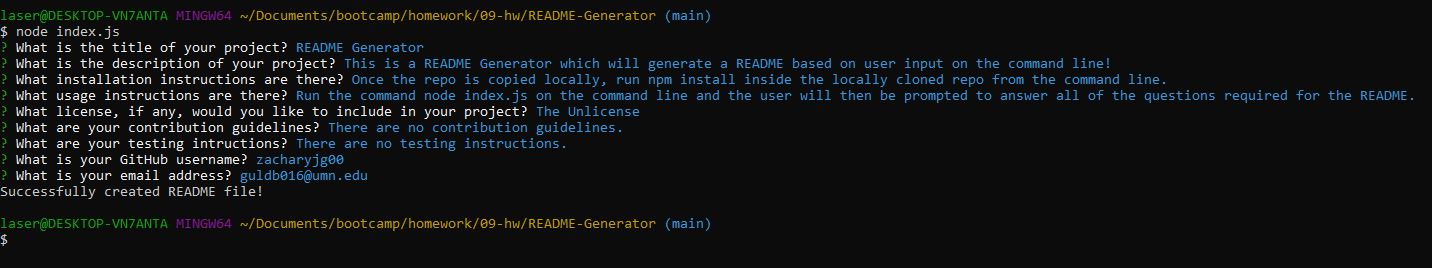 laser@DESKTOP-VN7ANTA MINGW64 ~/Documents/bootcamp/homework/09-hw/README-Generator (main)
$ node index.js
? What is the title of your project? README Generator
? What is the description of your project? This is a README Generator which will generate a README based on user input on the command line!
? What installation instructions are there? Once the repo is copied locally, run npm install inside the locally cloned repo from the command line.
? What usage instructions are there? Run the command node index.js on the command line and the user will then be prompted to answer all of the questions required for the README.
? What license, if any, would you like to include in your project? The Unlicense
? What are your contribution guidelines? There are no contribution guidelines.
? What are your testing intructions? There are no testing instructions.
? What is your GitHub username? zacharyjg00
? What is your email address? guldb016@umn.edu
Successfully created README file!
laser@DESKTOP-VN7ANTA MINGW64 ~/Documents/bootcamp/homework/09-hw/README-Generator (main)
$